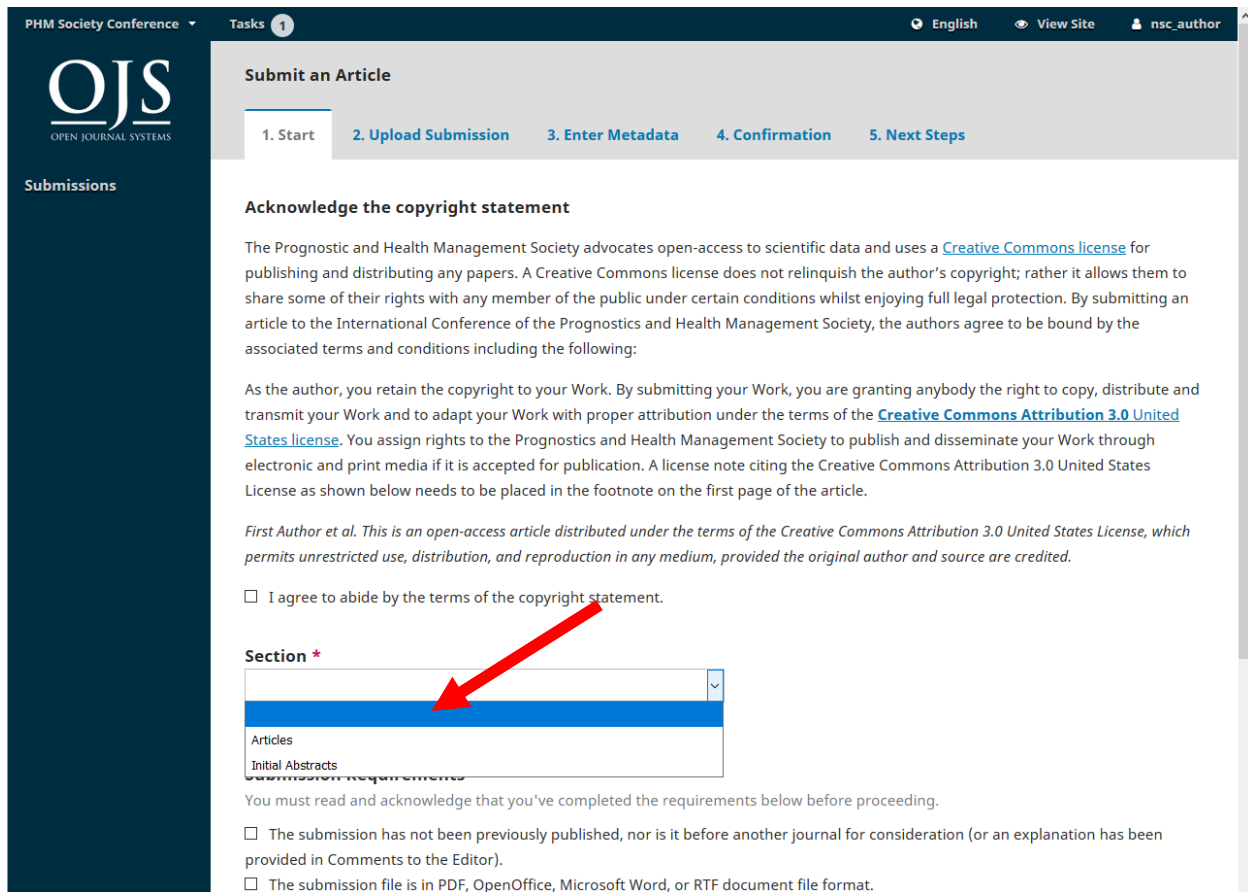 PHM Society Conference Tasks 1 English View Site nsc_author
OJS
OPEN JOURNAL SYSTEMS
Submissions
Submit an Article
1. Start 2. Upload Submission 3. Enter Metadata 4. Confirmation 5. Next Steps
Acknowledge the copyright statement
The Prognostic and Health Management Society advocates open-access to scientific data and uses a Creative Commons license for
publishing and distributing any papers. A Creative Commons license does not relinquish the author's copyright; rather it allows them to
share some of their rights with any member of the public under certain conditions whilst enjoying full legal protection. By submitting an
article to the International Conference of the Prognostics and Health Management Society, the authors agree to be bound by the
associated terms and conditions including the following:
As the author, you retain the copyright to your Work. By submitting your Work, you are granting anybody the right to copy, distribute and
transmit your Work and to adapt your Work with proper attribution under the terms of the Creative Commons Attribution 3.0 United
States license. You assign rights to the Prognostics and Health Management Society to publish and disseminate your Work through
electronic and print media if it is accepted for publication. A license note citing the Creative Commons Attribution 3.0 United States
License as shown below needs to be placed in the footnote on the first page of the article.
First Author et al. This is an open-access article distributed under the terms of the Creative Commons Attribution 3.0 United States License, which
permits unrestricted use, distribution, and reproduction in any medium, provided the original author and source are credited.
I agree to abide by the terms of the copyright statement.
Section *
Articles
Initial Abstracts
Submission Requirements
You must read and acknowledge that you've completed the requirements below before proceeding.
The submission has not been previously published, nor is it before another journal for consideration (or an explanation has been
provided in Comments to the Editor).
The submission file is in PDF, OpenOffice, Microsoft Word, or RTF document file format.